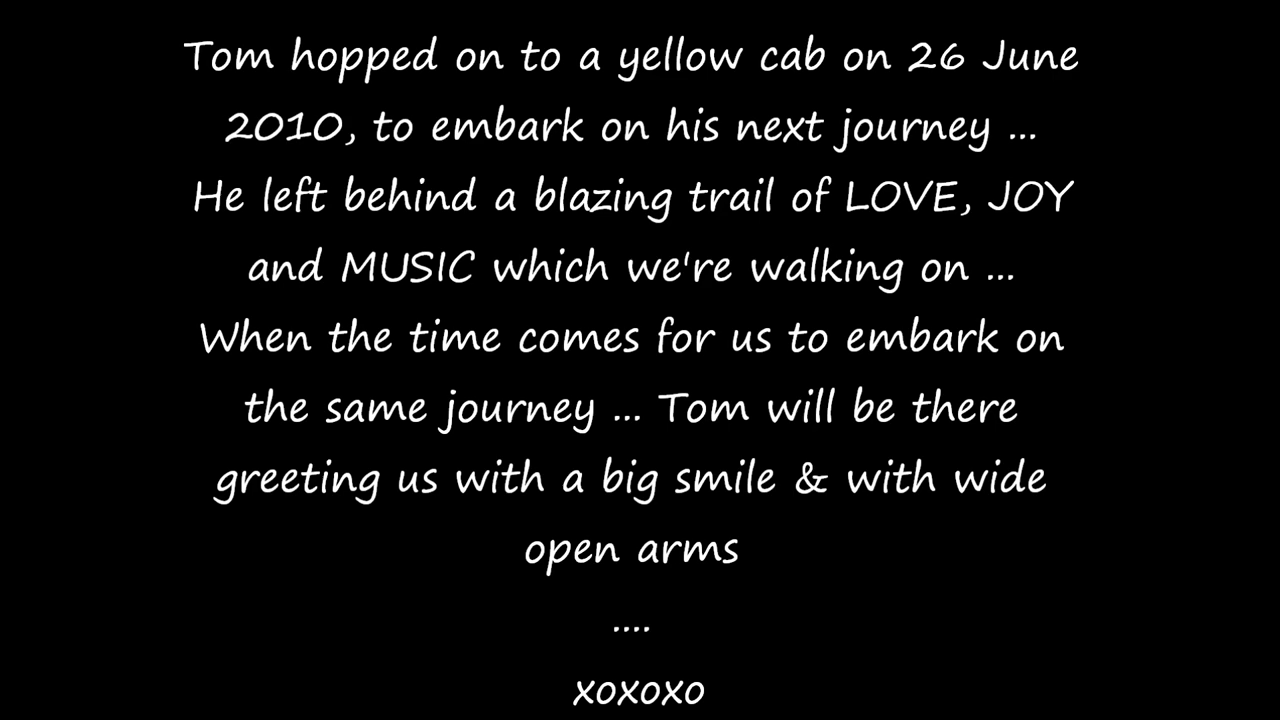 Tom hopped on to a yellow cab on 26 June
2010, to embark on his next journey ...
He left behind a blazing trail of LOVE, JOY
and MUSIC which we're walking on ...
When the time comes for us to embark on
the same journey ... Tom will be there
greeting us with a big smile & with wide
open arms
....
xoxoxo